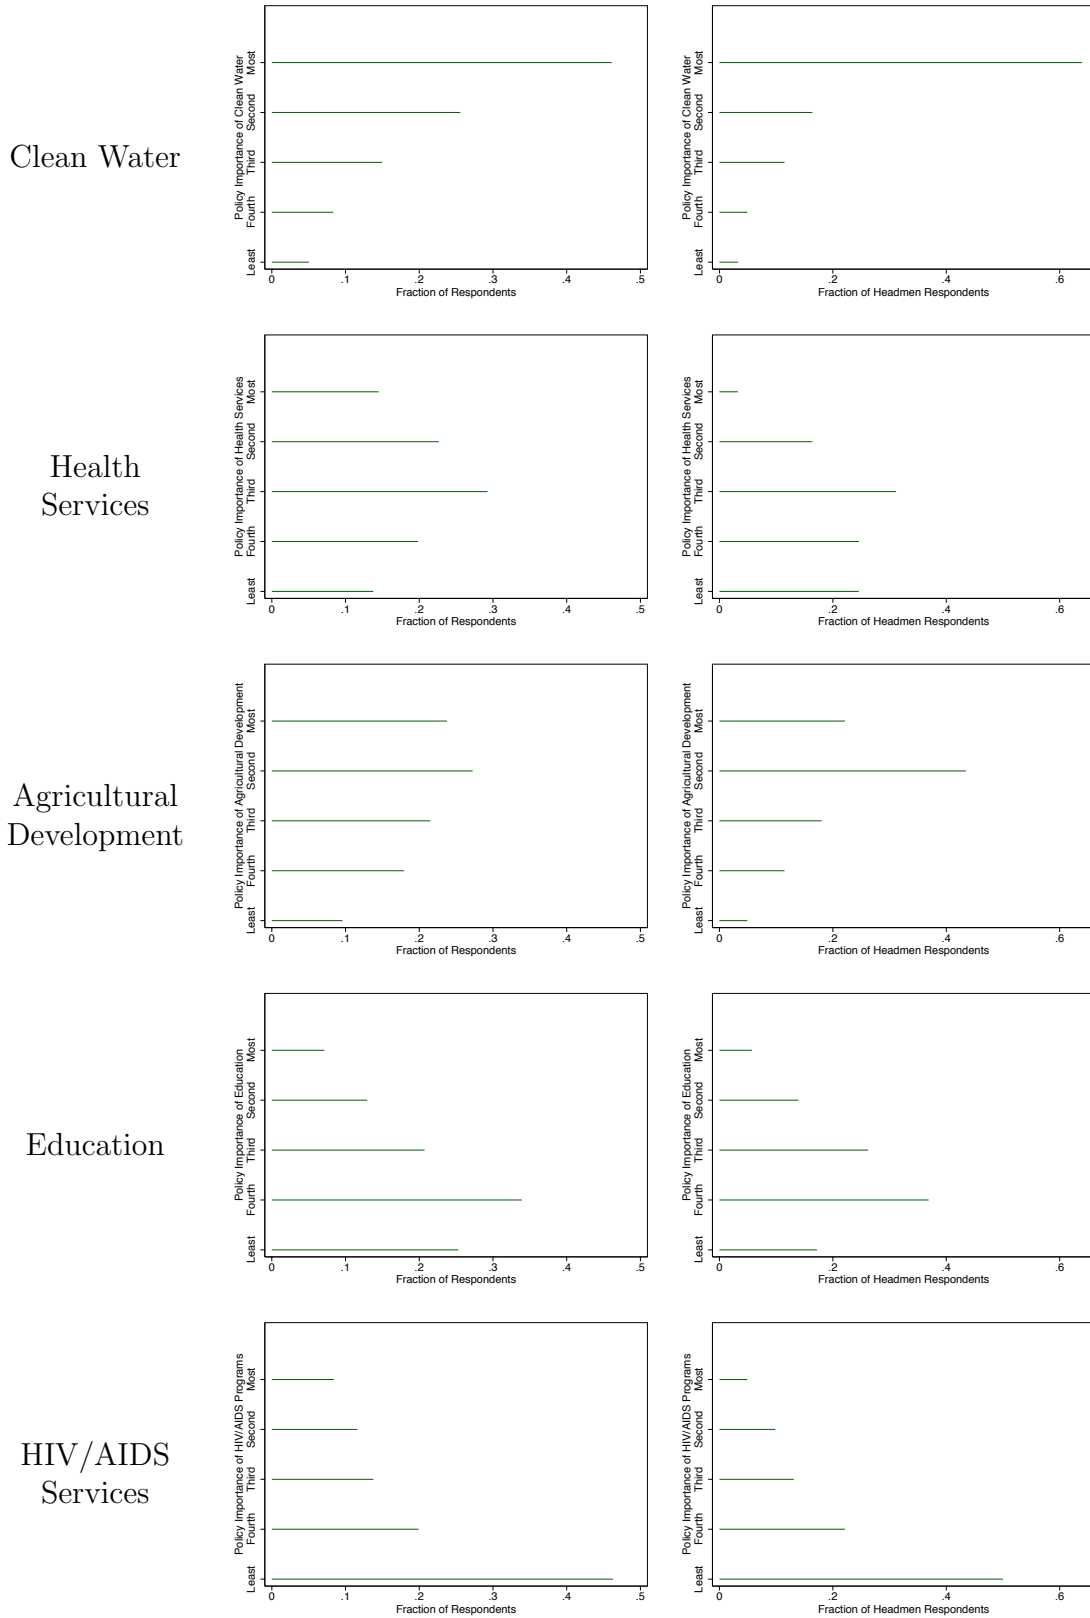 Clean Water
Policy Importance of Clean Water
Most
Second
Third
Fourth
Least
0 .1 .2 .3 .4 .5
Fraction of Respondents
Policy Importance of Clean Water
Most
Second
Third
Fourth
Least
0 .2 .4 .6
Fraction of Headmen Respondents
Health
Services
Policy Importance of Health Services
Most
Second
Third
Fourth
Least
0 .1 .2 .3 .4 .5
Fraction of Respondents
Policy Importance of Health Services
Most
Second
Third
Fourth
Least
0 .2 .4 .6
Fraction of Headmen Respondents
Agricultural
Development
Policy Importance of Agricultural Development
Most
Second
Third
Fourth
Least
0 .1 .2 .3 .4 .5
Fraction of Respondents
Policy Importance of Agricultural Development
Most
Second
Third
Fourth
Least
0 .2 .4 .6
Fraction of Headmen Respondents
Education
Policy Importance of Education
Most
Second
Third
Fourth
Least
0 .1 .2 .3 .4 .5
Fraction of Respondents
Policy Importance of Education
Most
Second
Third
Fourth
Least
0 .2 .4 .6
Fraction of Headmen Respondents
HIV/AIDS
Services
Policy Importance of HIV/AIDS Programs
Most
Second
Third
Fourth
Least
0 .1 .2 .3 .4 .5
Fraction of Respondents
Policy Importance of HIV/AIDS Programs
Most
Second
Third
Fourth
Least
0 .2 .4 .6
Fraction of Headmen Respondents